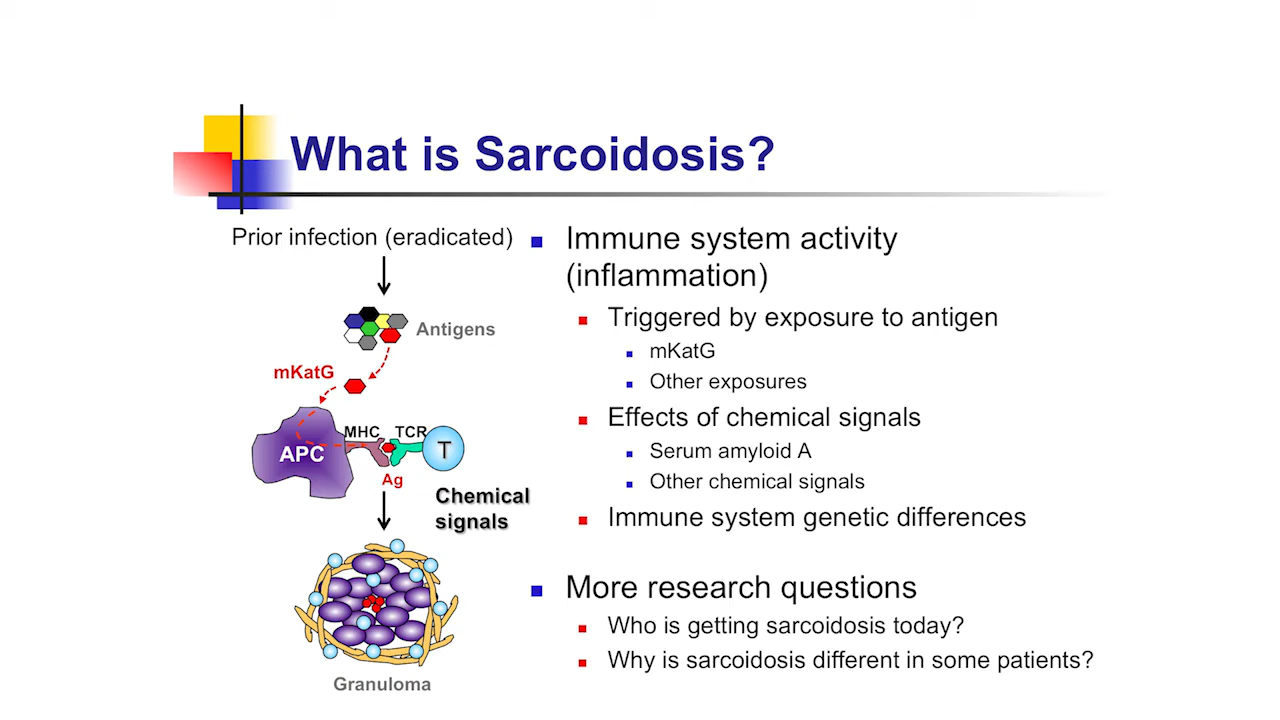 What is Sarcoidosis?
Prior infection (eradicated)
Antigens
mKatG
MHC
TCR
APC
T
Ag
Chemical
signals
Granuloma
Immune system activity
(inflammation)
Triggered by exposure to antigen
mKatG
Other exposures
Effects of chemical signals
Serum amyloid A
Other chemical signals
Immune system genetic differences
More research questions
Who is getting sarcoidosis today?
Why is sarcoidosis different in some patients?